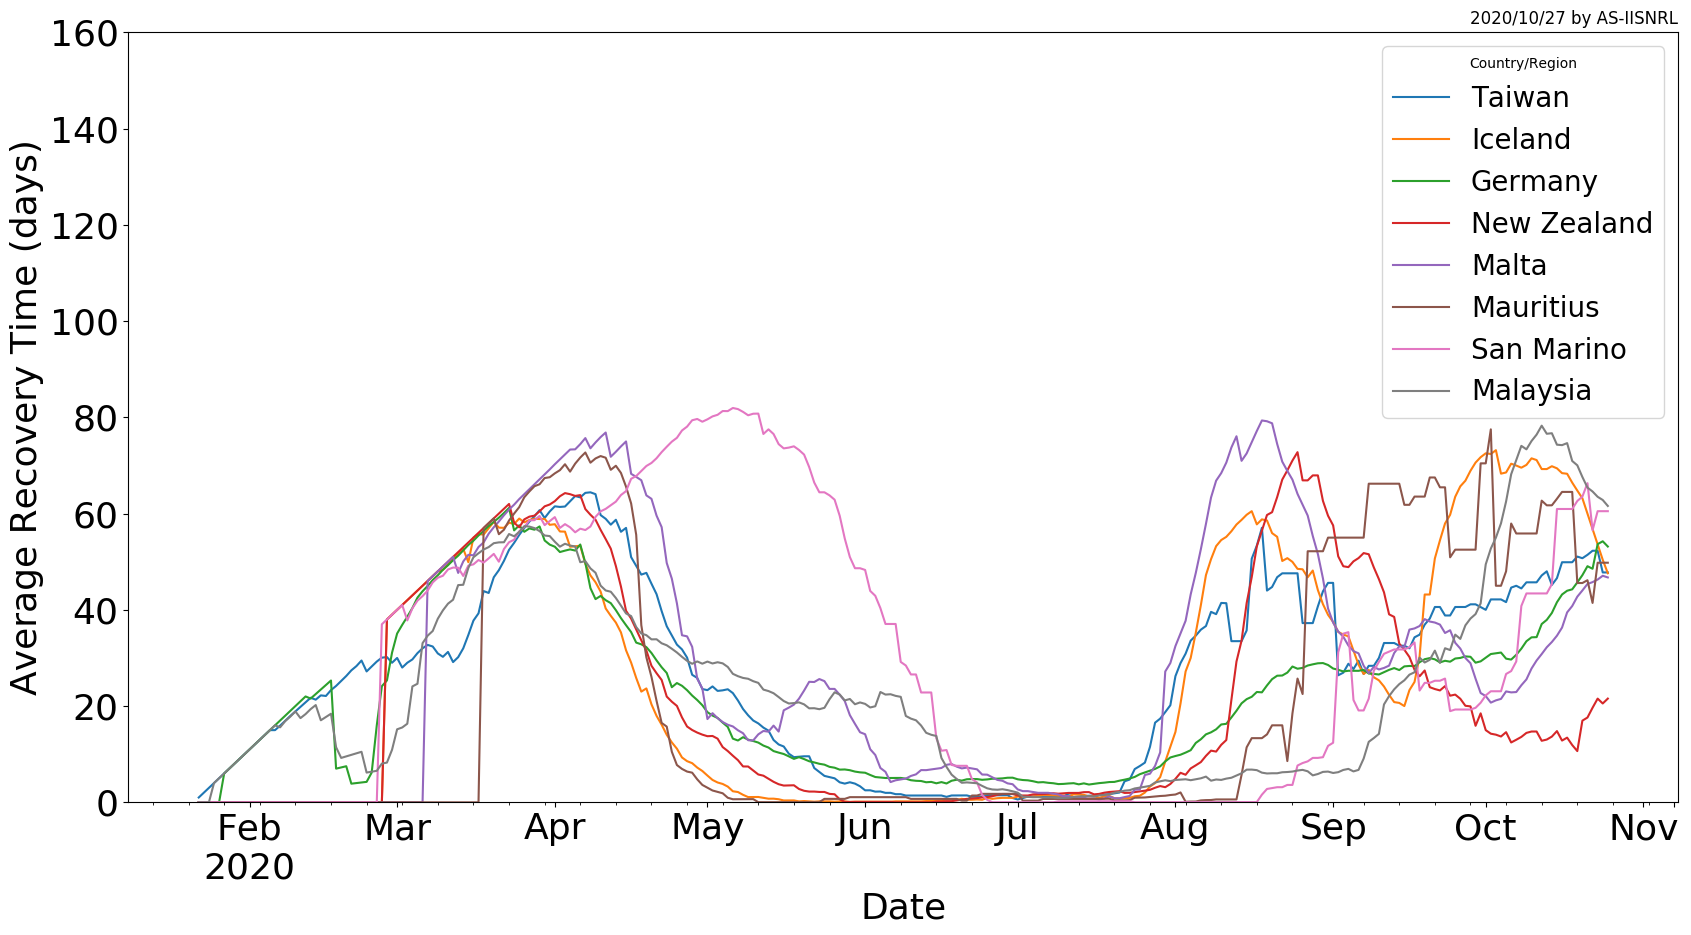 2020/10/27 by AS-IISNRL
Country/Region
Taiwan
Iceland
Germany
New Zealand
Malta
Mauritius
San Marino
Malaysia
Average Recovery Time (days)
160
140
120
100
80
60
40
20
0
Feb Mar Apr May Jun Jul Aug Sep Oct Nov
2020
Date